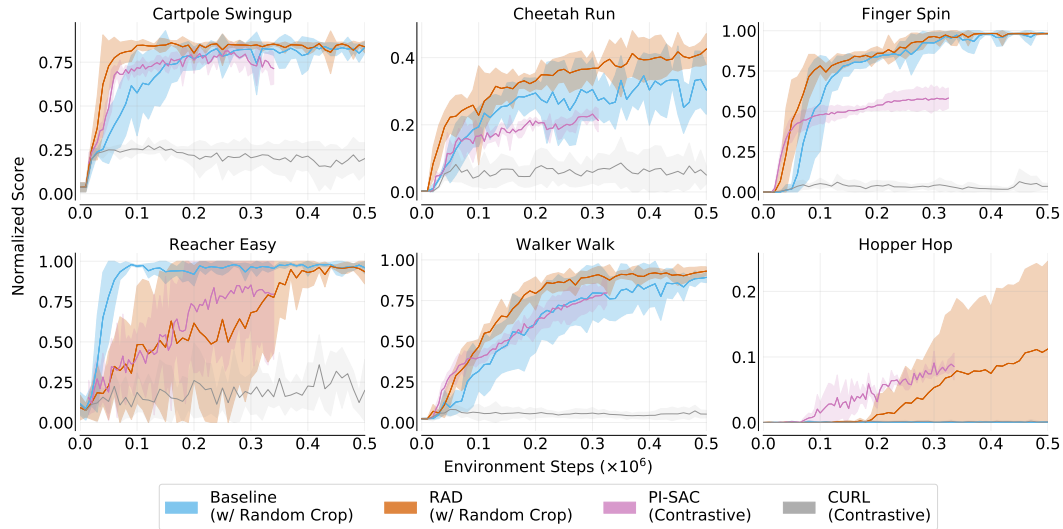 Cartpole Swingup
Cheetah Run
Finger Spin
0.75
0.50
0.25
0.00
0.0 0.1 0.2 0.3 0.4 0.5
0.4
0.2
0.0
0.0 0.1 0.2 0.3 0.4 0.5
1.00
0.75
0.50
0.25
0.00
0.0 0.1 0.2 0.3 0.4 0.5
Normalized Score
Reacher Easy
Walker Walk
Hopper Hop
1.00
0.75
0.50
0.25
0.00
0.0 0.1 0.2 0.3 0.4 0.5
1.00
0.75
0.50
0.25
0.00
0.0 0.1 0.2 0.3 0.4 0.5
0.2
0.1
0.0
0.0 0.1 0.2 0.3 0.4 0.5
Environment Steps (×10⁶)
Baseline
(w/ Random Crop)
RAD
(w/ Random Crop)
PI-SAC
(Contrastive)
CURL
(Contrastive)